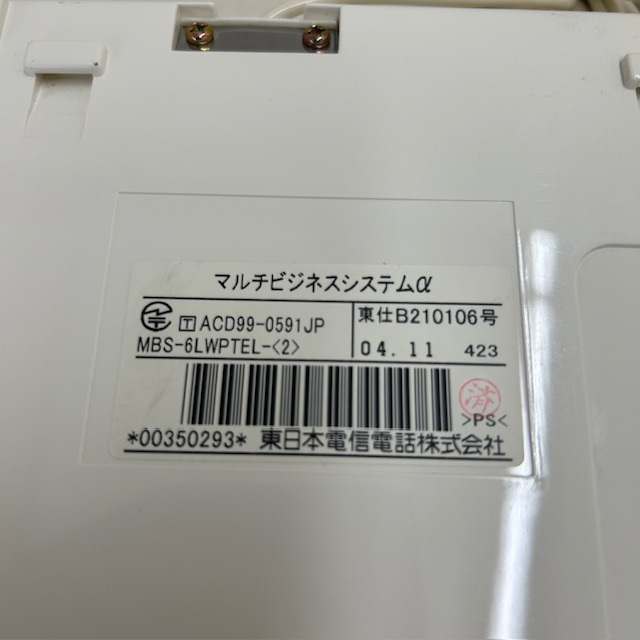 マルチビジネスシステムα
T ACD99-0591JP
東仕B210106号
MBS-6LWPTEL-<2>
04.11 423
済
>PS<
*00350293* 東日本電信電話株式会社